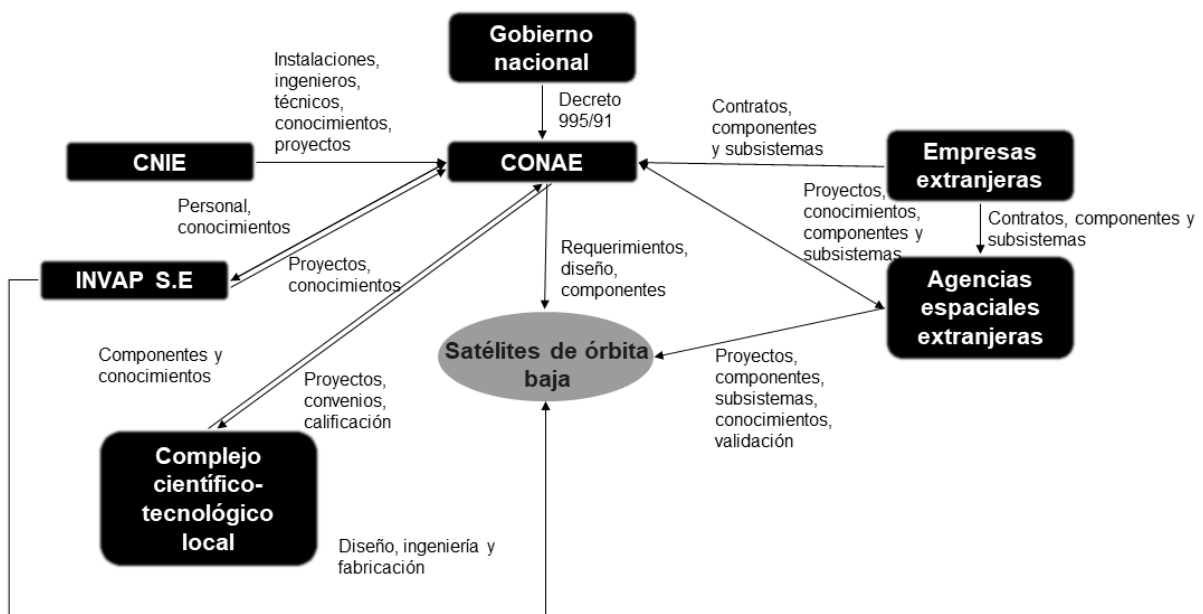 Gobierno
nacional
Instalaciones,
ingenieros,
técnicos,
conocimientos,
proyectos
Decreto
995/91
Contratos,
componentes
y subsistemas
CNIE
CONAE
Empresas
extranjeras
Personal,
conocimientos
Proyectos,
conocimientos,
componentes y
subsistemas
Contratos, componentes y
subsistemas
INVAP S.E
Proyectos,
conocimientos
Requerimientos,
diseño,
componentes
Agencias
espaciales
extranjeras
Satélites de órbita
baja
Componentes y
conocimientos
Proyectos,
convenios,
calificación
Proyectos,
componentes,
subsistemas,
conocimientos,
validación
Complejo
científico-
tecnológico
local
Diseño, ingeniería y
fabricación